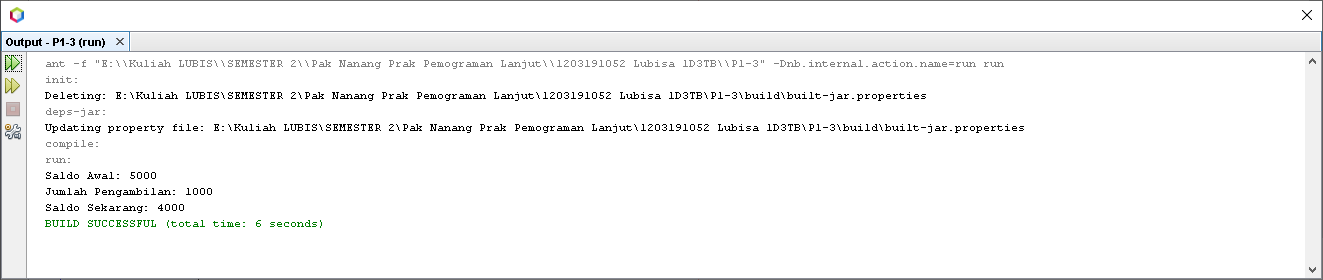 Output - P1-3 (run)
ant -f "E:\\Kuliah LUBIS\\SEMESTER 2\\Pak Nanang Prak Pemograman Lanjut\\1203191052 Lubisa 1D3TB\\P1-3" -Dnb.internal.action.name=run run
init:
Deleting: E:\Kuliah LUBIS\SEMESTER 2\Pak Nanang Prak Pemograman Lanjut\1203191052 Lubisa 1D3TB\P1-3\build\built-jar.properties
deps-jar:
Updating property file: E:\Kuliah LUBIS\SEMESTER 2\Pak Nanang Prak Pemograman Lanjut\1203191052 Lubisa 1D3TB\P1-3\build\built-jar.properties
compile:
run:
Saldo Awal: 5000
Jumlah Pengambilan: 1000
Saldo Sekarang: 4000
BUILD SUCCESSFUL (total time: 6 seconds)